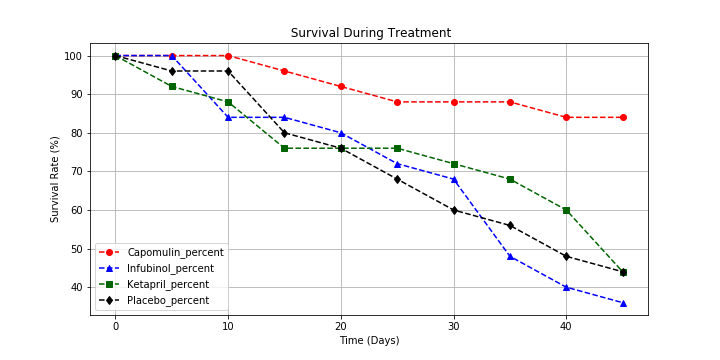 Survival During Treatment
Survival Rate (%)
100
90
80
70
60
50
40
Capomulin_percent
Infubinol_percent
Ketapril_percent
Placebo_percent
0 10 20 30 40
Time (Days)